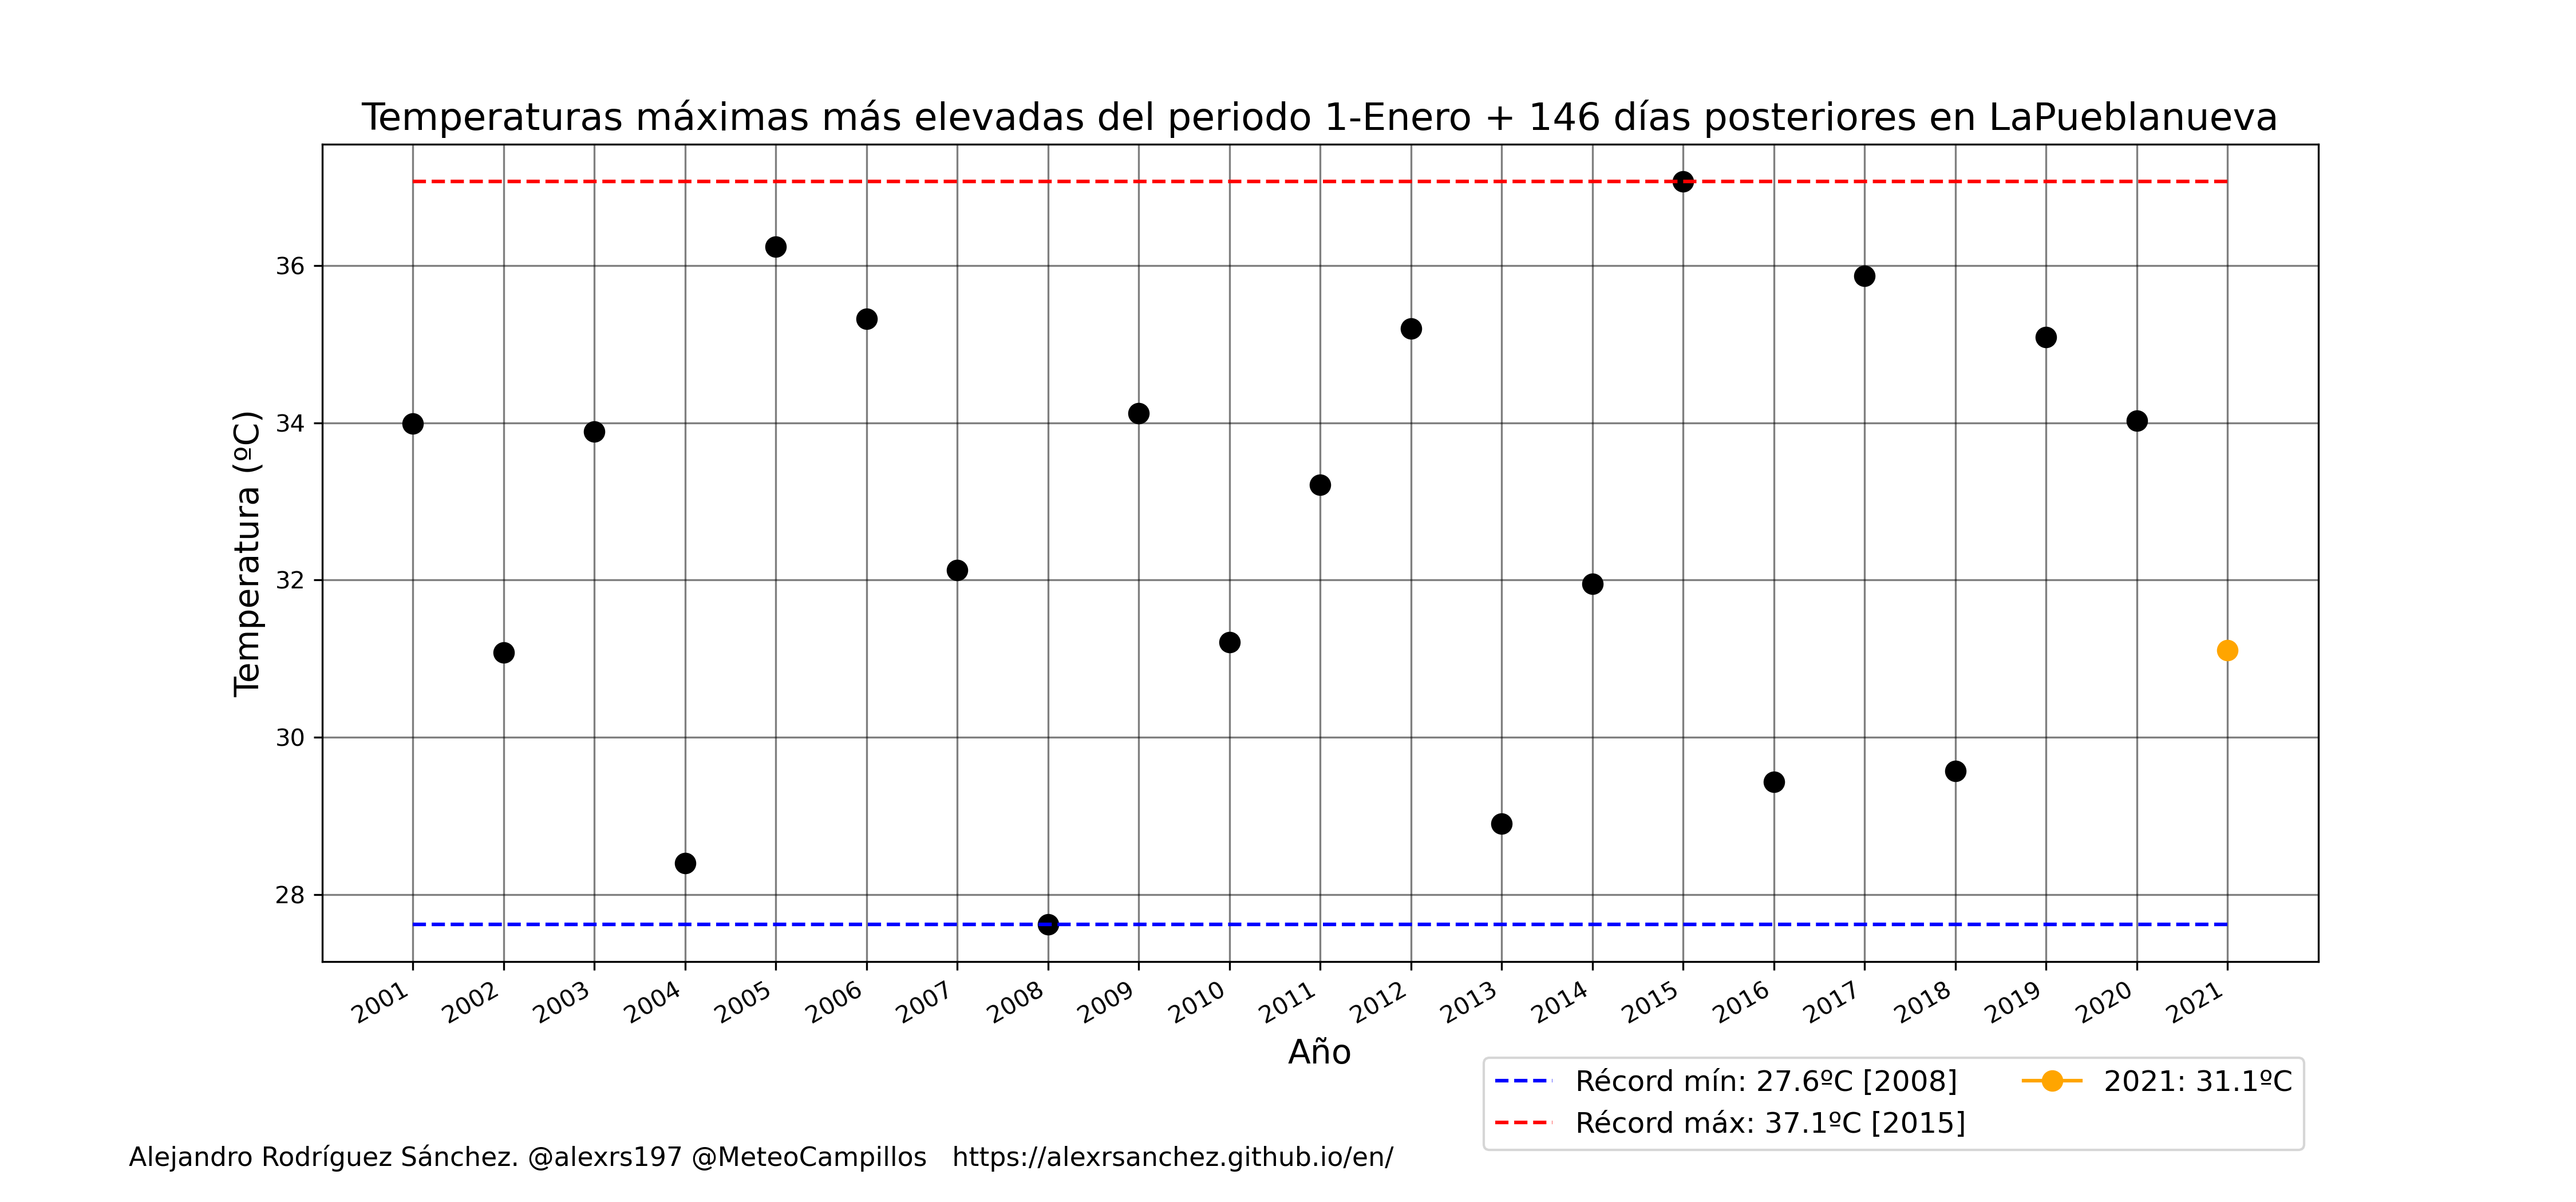 Temperaturas máximas más elevadas del periodo 1-Enero + 146 días posteriores en LaPueblanueva
Temperatura (ºC)
36
34
32
30
28
2001 2002 2003 2004 2005 2006 2007 2008 2009 2010 2011 2012 2013 2014 2015 2016 2017 2018 2019 2020 2021
Año
Récord mín: 27.6ºC [2008]
Récord máx: 37.1ºC [2015]
2021: 31.1ºC
Alejandro Rodríguez Sánchez. @alexrs197 @MeteoCampillos https://alexrsanchez.github.io/en/